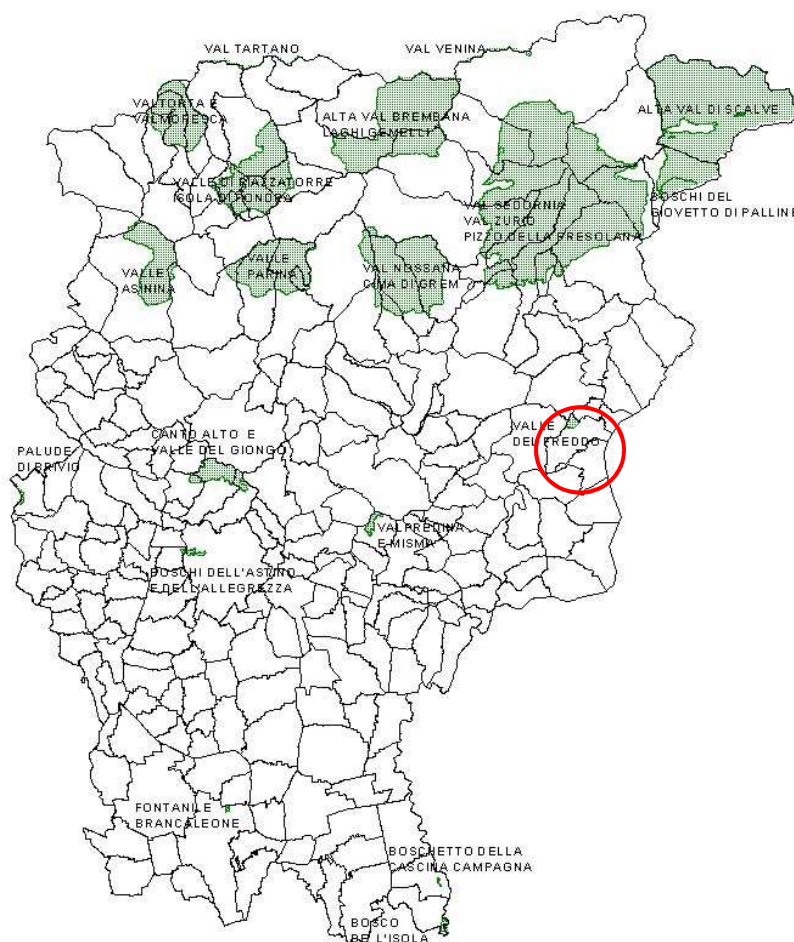 VAL TARTANO
VAL VENINA
VALTORTA E
VALMORESCA
ALTA VAL BREMBANA
LAGHI GEMELLI
ALTA VAL DI SCALVE
VALLE DI PIAZZATORRE
ISOLA DI FONDRA
VAL SEDORNIA
VAL ZURIO
PIZZO DELLA PRESOLANA
BOSCHI DEL
GIOVETTO DI PALLINE
VALLE
ASININA
VALLE
PARINA
VAL NOSSANA
CIMA DI GREM
VALLE
DEL FREDDO
CANTO ALTO E
VALLE DEL GIONGO
PALUDE
DI BRIVIO
VALPREDINA
E MISMA
BOSCHI DELL'ASTINO
E DELL'ALLEGREZZA
FONTANILE
BRANCALEONE
BOSCHETTO DELLA
CASCINA CAMPAGNA
BOSCO
DE L'ISOLA